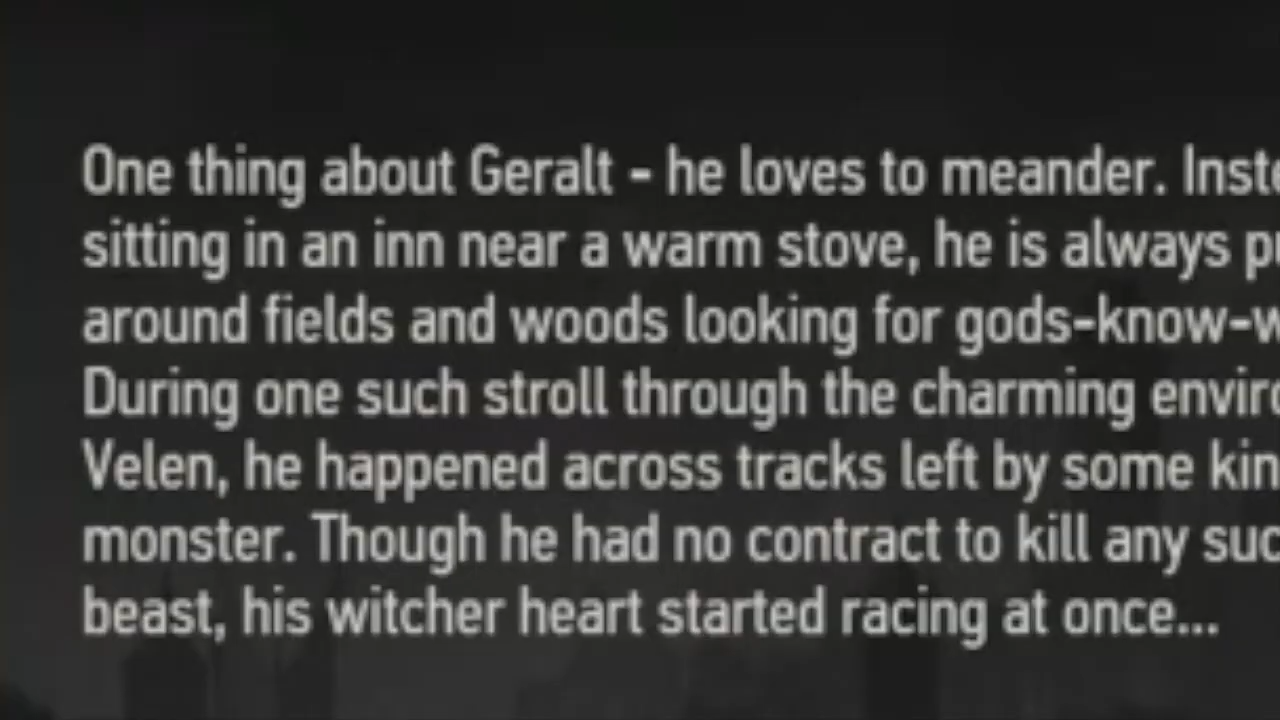 One thing about Geralt - he loves to meander.
sitting in an inn near a warm stove, he is always
around fields and woods looking for gods-know-
During one such stroll through the charming
Velen, he happened across tracks left by some
monster. Though he had no contract to kill any
beast, his witcher heart started racing at once...